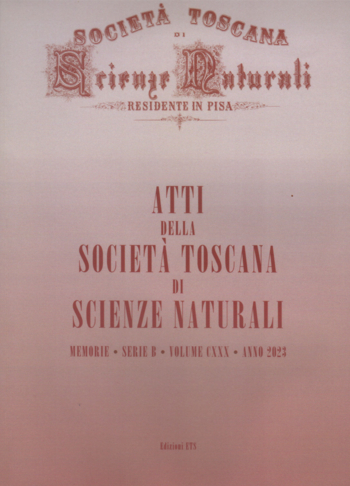 SOCIETÀ TOSCANA
DI
Scienze Naturali
RESIDENTE IN PISA
ATTI
DELLA
SOCIETÀ TOSCANA
DI
SCIENZE NATURALI
MEMORIE • SERIE B • VOLUME CXXX • ANNO 2023
Edizioni ETS